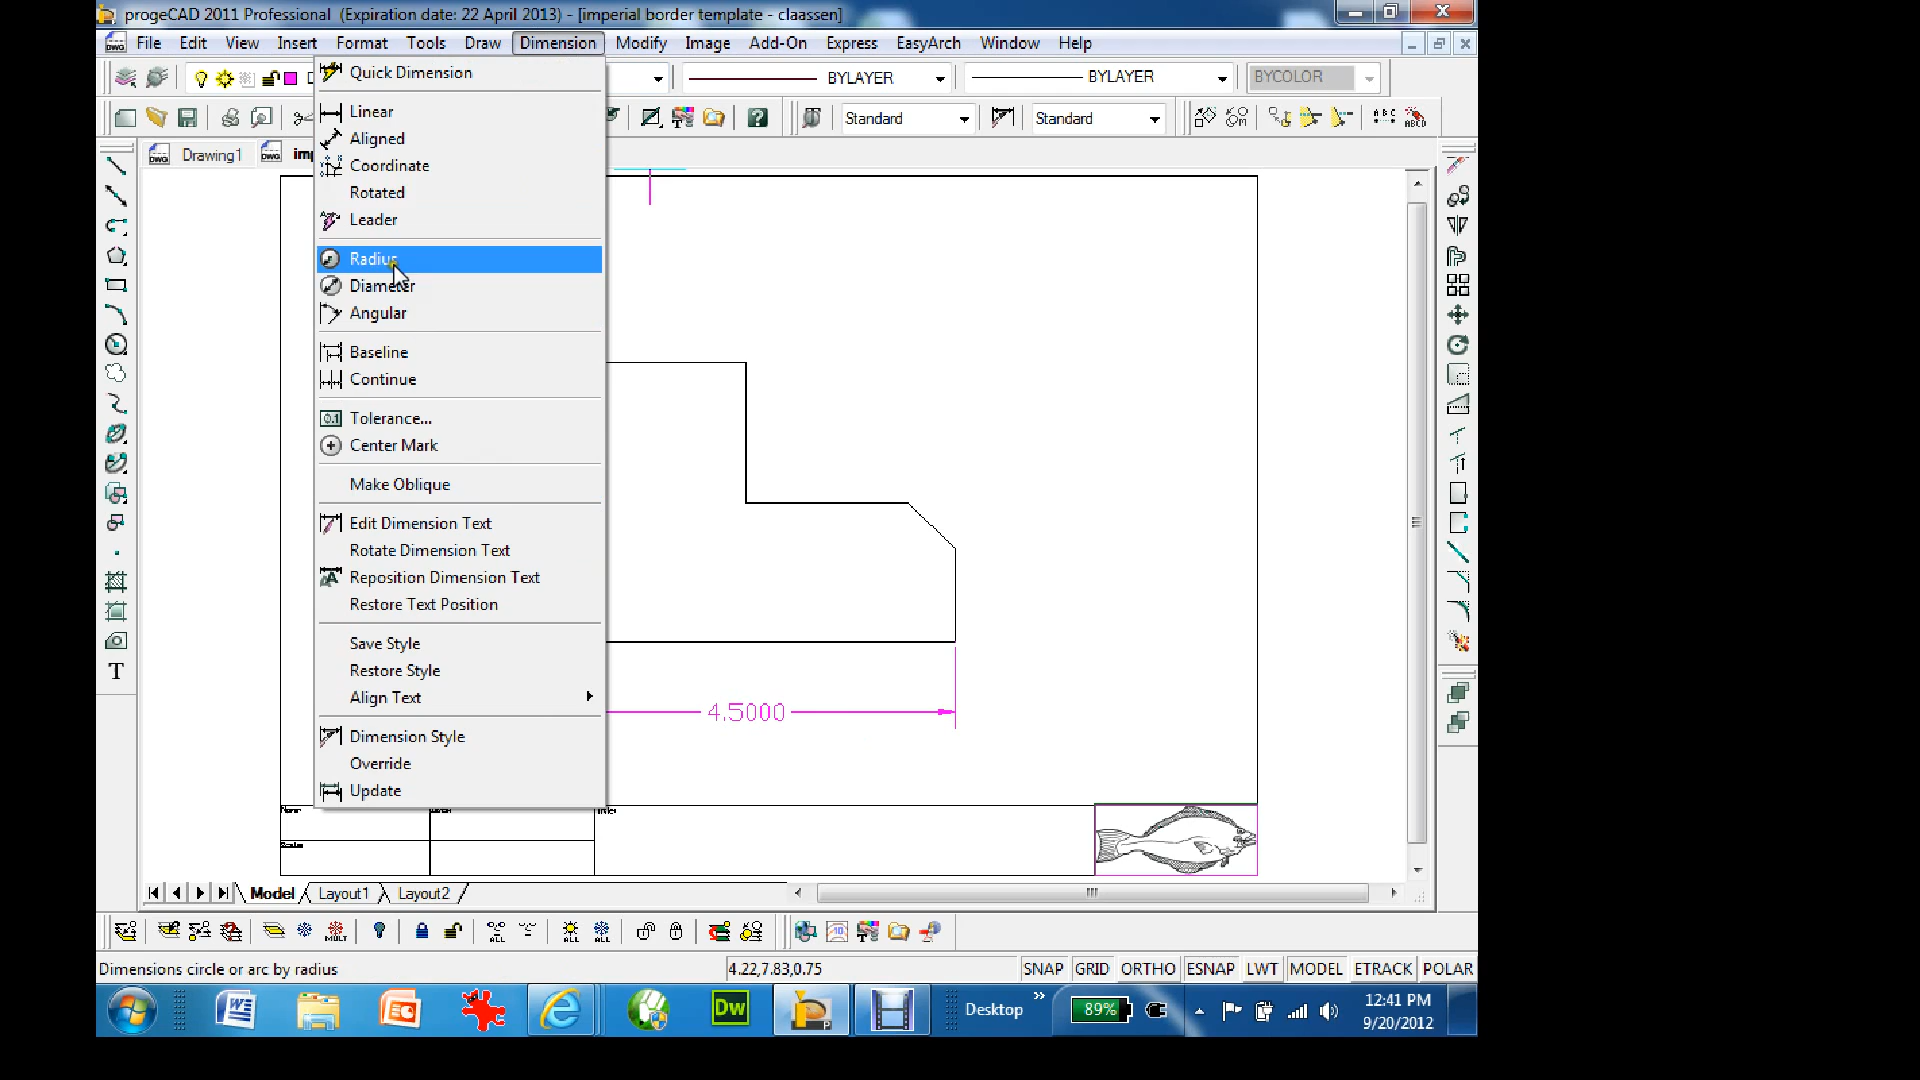 progeCAD 2011 Professional (Expiration date: 22 April 2013) - [imperial border template - claassen]
File Edit View Insert Format Tools Draw Dimension Modify Image Add-On Express EasyArch Window Help
BYLAYER BYLAYER BYCOLOR
Standard Standard
Drawing1
Quick Dimension
Linear
Aligned
Coordinate
Rotated
Leader
Radius
Diameter
Angular
Baseline
Continue
Tolerance...
Center Mark
Make Oblique
Edit Dimension Text
Rotate Dimension Text
Reposition Dimension Text
Restore Text Position
Save Style
Restore Style
Align Text
Dimension Style
Override
Update
4.5000
T
Model Layout1 Layout2
Dimensions circle or arc by radius 4.22,7.83,0.75 SNAP GRID ORTHO ESNAP LWT MODEL ETRACK POLAR
Dw Desktop 89% 12:41 PM
9/20/2012